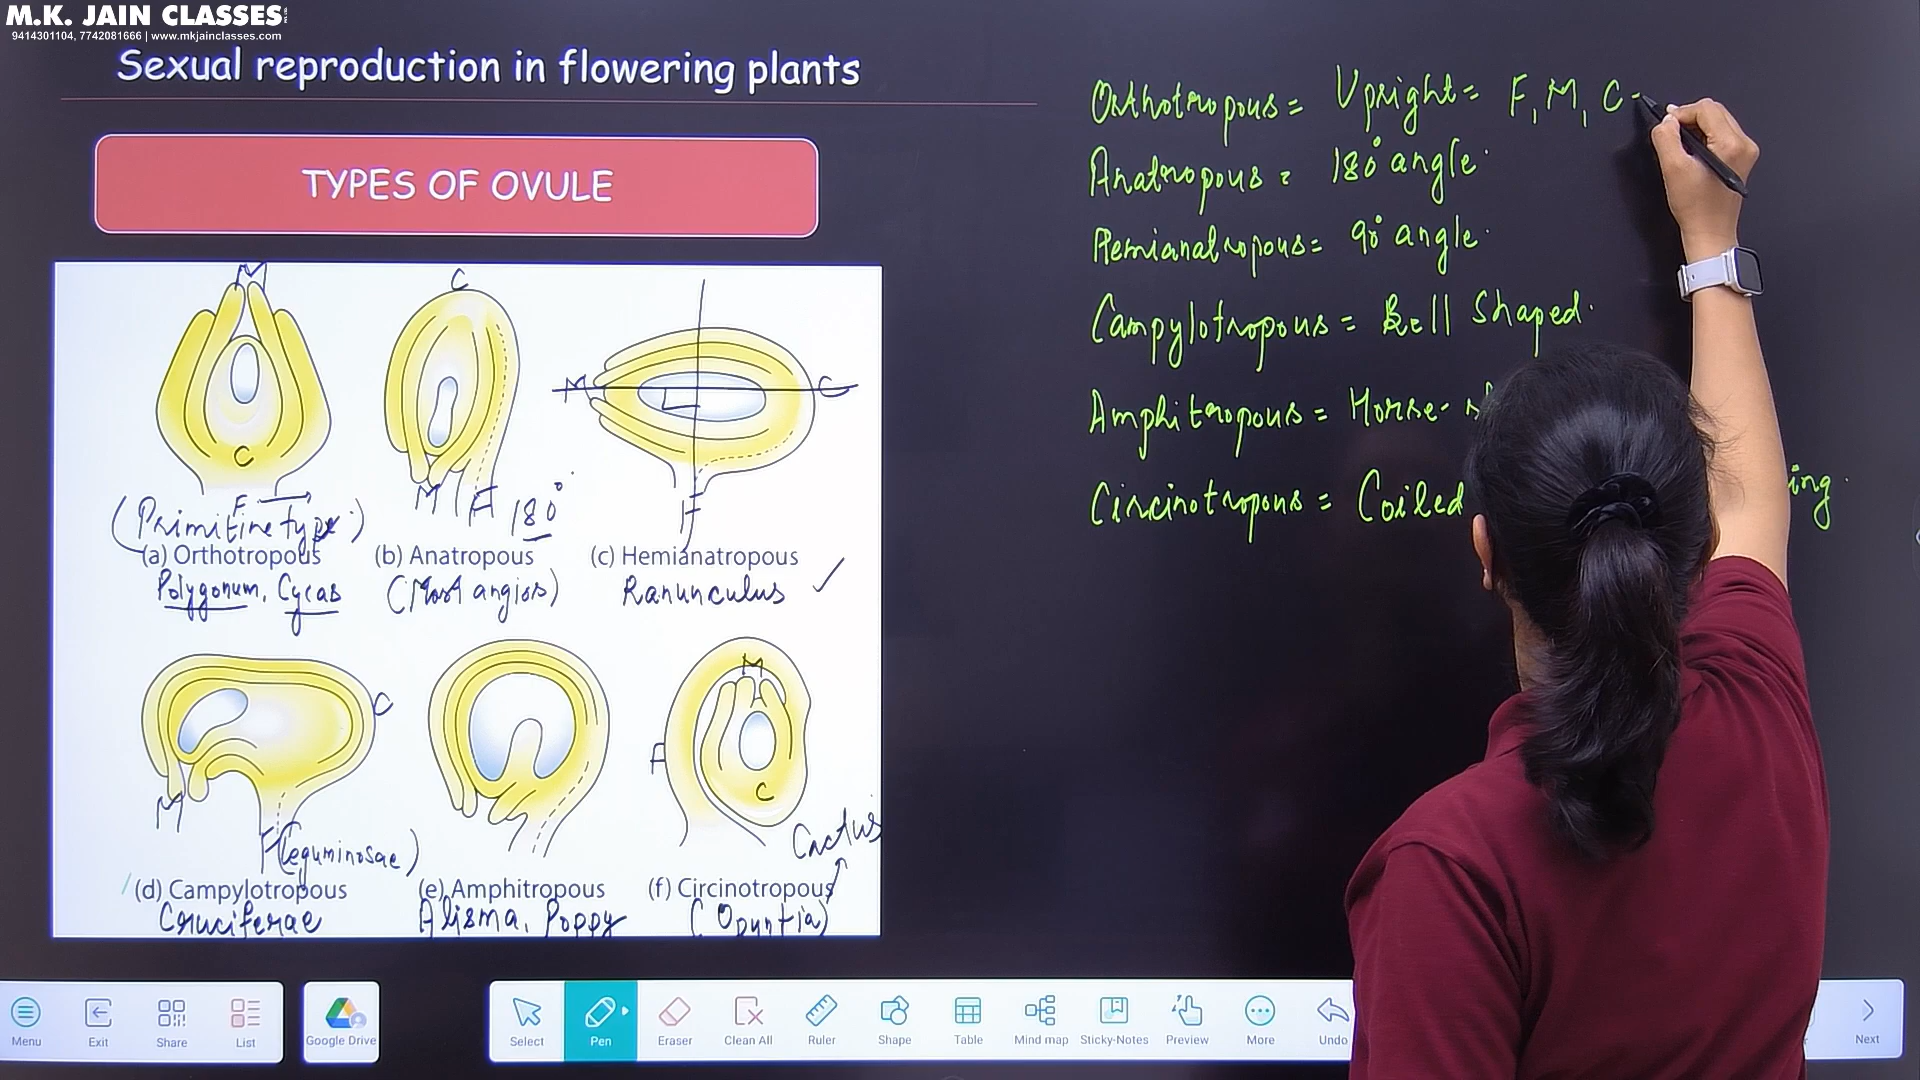 M.K. JAIN CLASSES
9414301104, 7742081666 | www.mkjainclasses.com
Sexual reproduction in flowering plants
TYPES OF OVULE
M
C
F
(Primitive type)
(a) Orthotropous
Polygonum, Cycas
C
M F 180°
(b) Anatropous
(Most angios)
M C
F
(c) Hemianatropous
Ranunculus ✓
C
M
F (Leguminosae)
(d) Campylotropous
Cruciferae
(e) Amphitropous
Alisma, Poppy
M
F
C
Cactus
(f) Circinotropous
(Opuntia)
Orthotropous = Upright = F, M, C -
Anatropous = 180° angle.
Hemianatropous = 90° angle.
Campylotropous = Bell Shaped.
Amphitropous = Horse-
Circinotropous = Coiled
Menu
Exit
Share
List
Google Drive
Select
Pen
Eraser
Clean All
Ruler
Shape
Table
Mind map
Sticky-Notes
Preview
More
Undo
Next